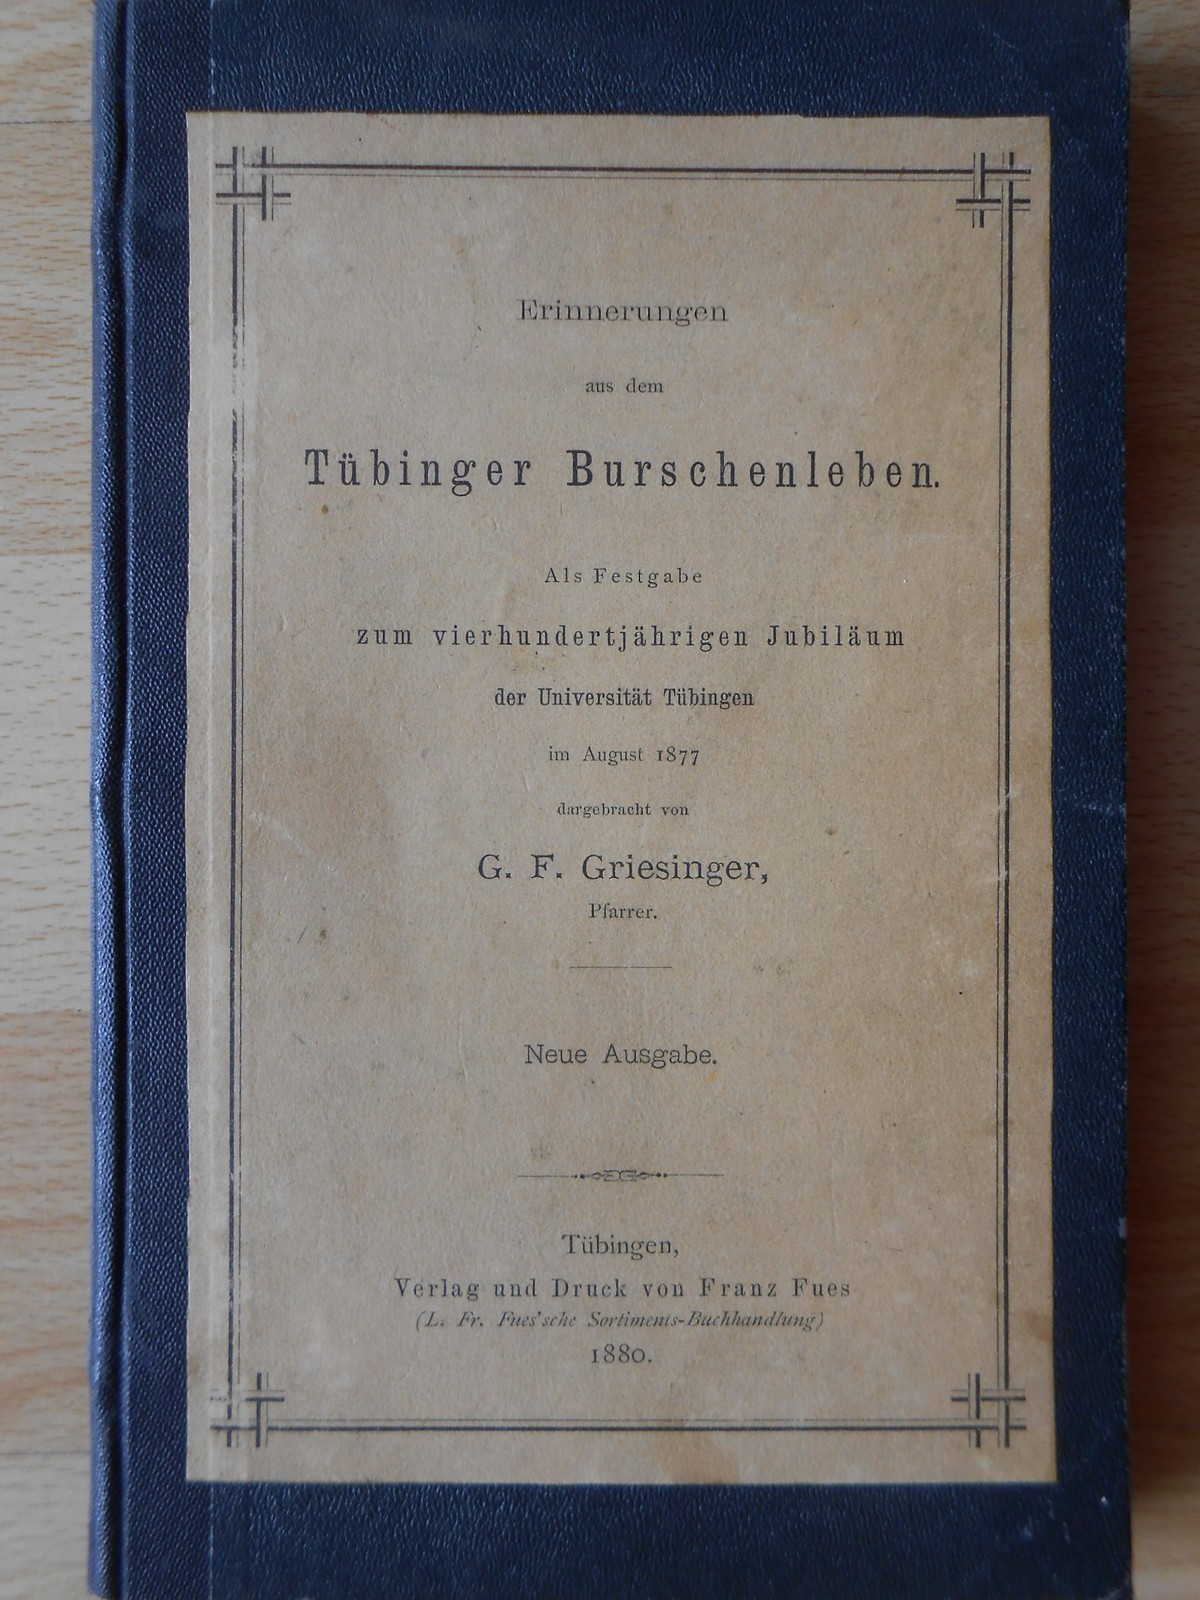 Erinnerungen
aus dem
Tübinger Burschenleben.
Als Festgabe
zum vierhundertjährigen Jubiläum
der Universität Tübingen
im August 1877
dargebracht von
G. F. Griesinger,
Pfarrer.
Neue Ausgabe.
Tübingen,
Verlag und Druck von Franz Fues
(L. Fr. Fues'sche Sortiments-Buchhandlung)
1880.